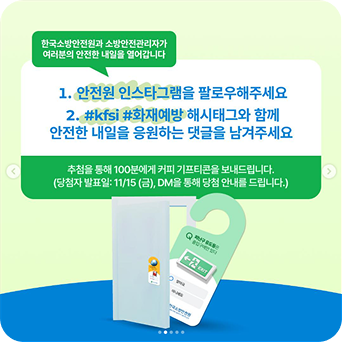 한국소방안전원과 소방안전관리자가
여러분의 안전한 내일을 열어갑니다
1. 안전원 인스타그램을 팔로우해주세요
2. #kfsi #화재예방 해시태그와 함께
안전한 내일을 응원하는 댓글을 남겨주세요
추첨을 통해 100분에게 커피 기프티콘을 보내드립니다.
(당첨자 발표일: 11/15 (금), DM을 통해 당첨 안내를 드립니다.)
Q
EXIT